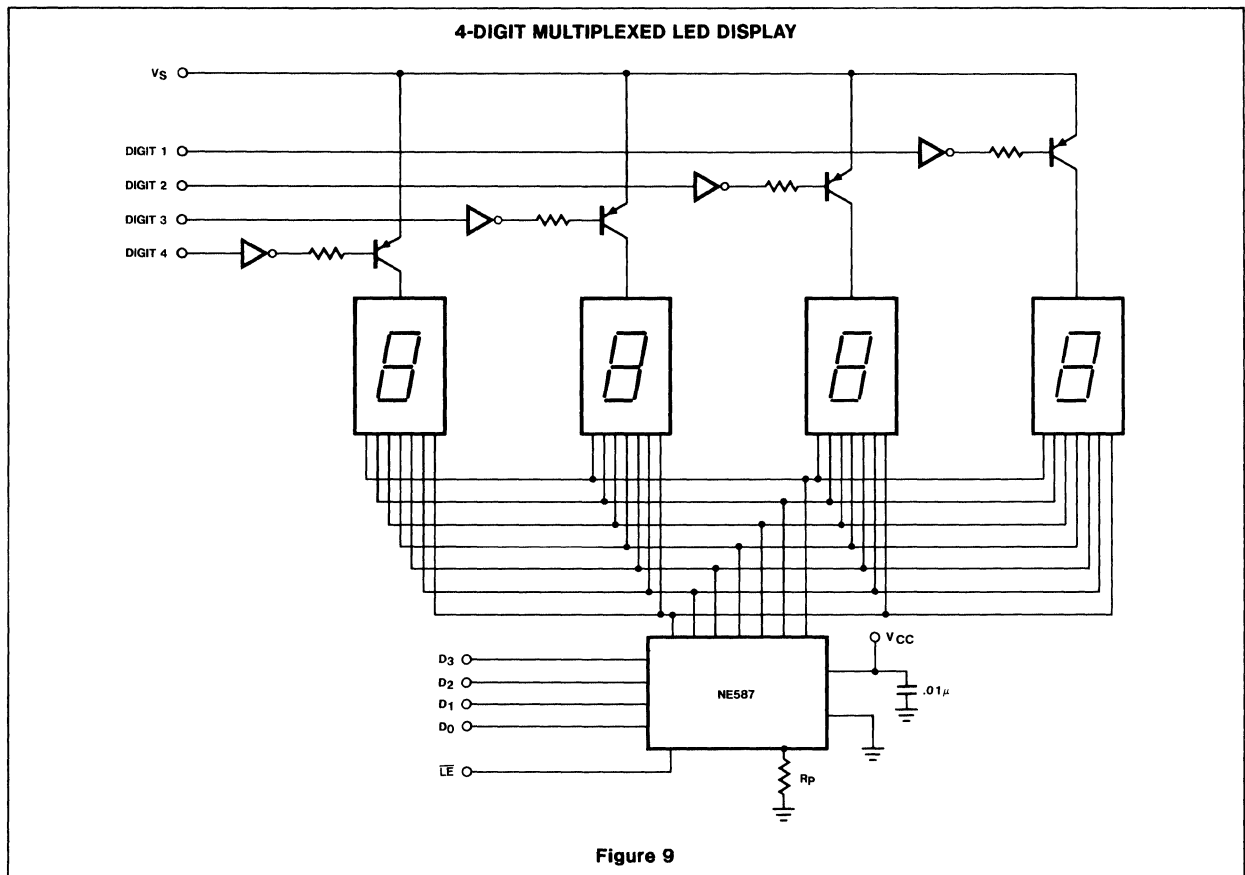 4-DIGIT MULTIPLEXED LED DISPLAY
VS
DIGIT 1
DIGIT 2
DIGIT 3
DIGIT 4
VCC
D3
D2
D1
D0
NE587
.01μ
LE
RP
Figure 9